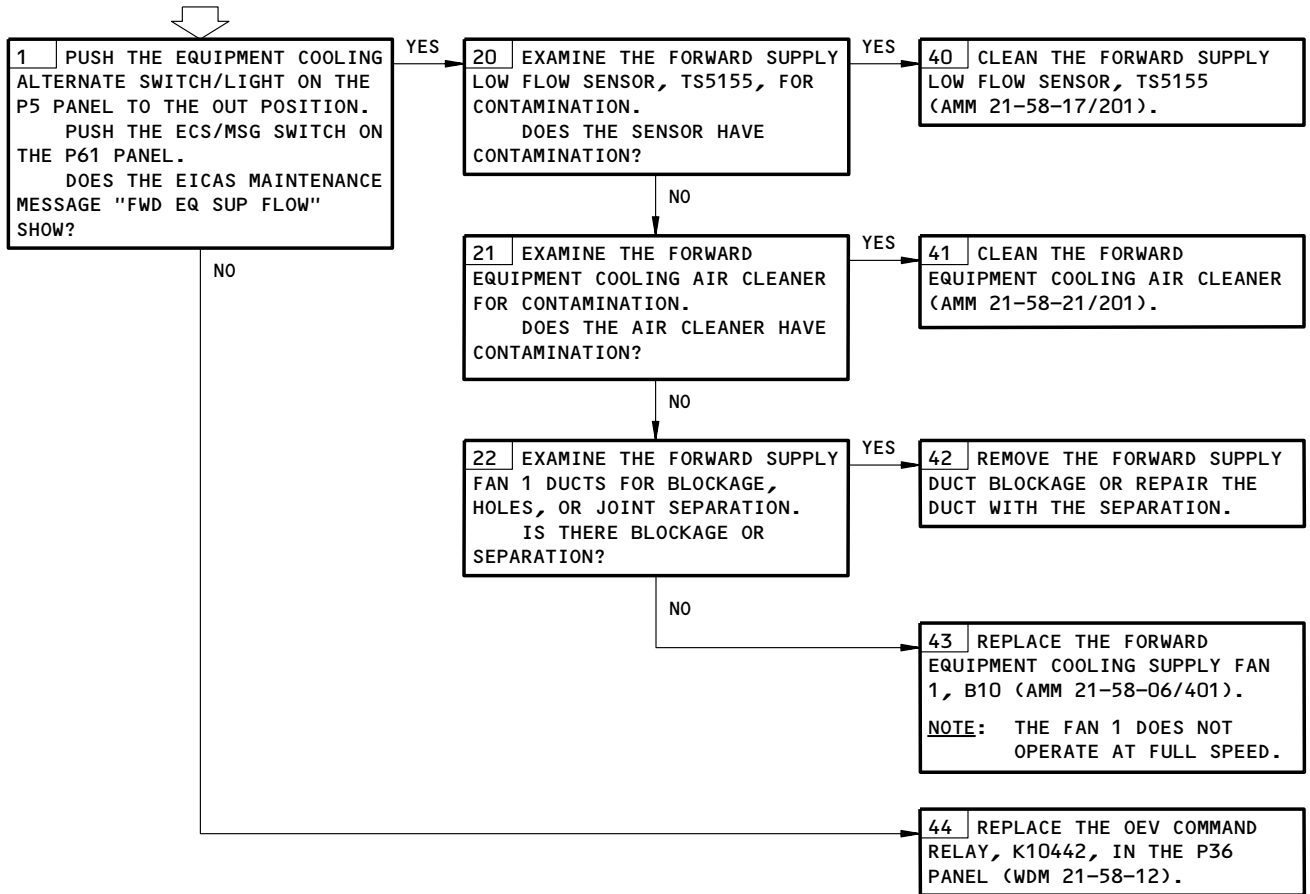 1 PUSH THE EQUIPMENT COOLING
ALTERNATE SWITCH/LIGHT ON THE
P5 PANEL TO THE OUT POSITION.
PUSH THE ECS/MSG SWITCH ON
THE P61 PANEL.
DOES THE EICAS MAINTENANCE
MESSAGE "FWD EQ SUP FLOW"
SHOW?
YES
20 EXAMINE THE FORWARD SUPPLY
LOW FLOW SENSOR, TS5155, FOR
CONTAMINATION.
DOES THE SENSOR HAVE
CONTAMINATION?
YES
40 CLEAN THE FORWARD SUPPLY
LOW FLOW SENSOR, TS5155
(AMM 21-58-17/201).
NO
NO
21 EXAMINE THE FORWARD
EQUIPMENT COOLING AIR CLEANER
FOR CONTAMINATION.
DOES THE AIR CLEANER HAVE
CONTAMINATION?
YES
41 CLEAN THE FORWARD
EQUIPMENT COOLING AIR CLEANER
(AMM 21-58-21/201).
NO
22 EXAMINE THE FORWARD SUPPLY
FAN 1 DUCTS FOR BLOCKAGE,
HOLES, OR JOINT SEPARATION.
IS THERE BLOCKAGE OR
SEPARATION?
YES
42 REMOVE THE FORWARD SUPPLY
DUCT BLOCKAGE OR REPAIR THE
DUCT WITH THE SEPARATION.
NO
43 REPLACE THE FORWARD
EQUIPMENT COOLING SUPPLY FAN
1, B10 (AMM 21-58-06/401).
NOTE: THE FAN 1 DOES NOT
OPERATE AT FULL SPEED.
44 REPLACE THE OEV COMMAND
RELAY, K10442, IN THE P36
PANEL (WDM 21-58-12).